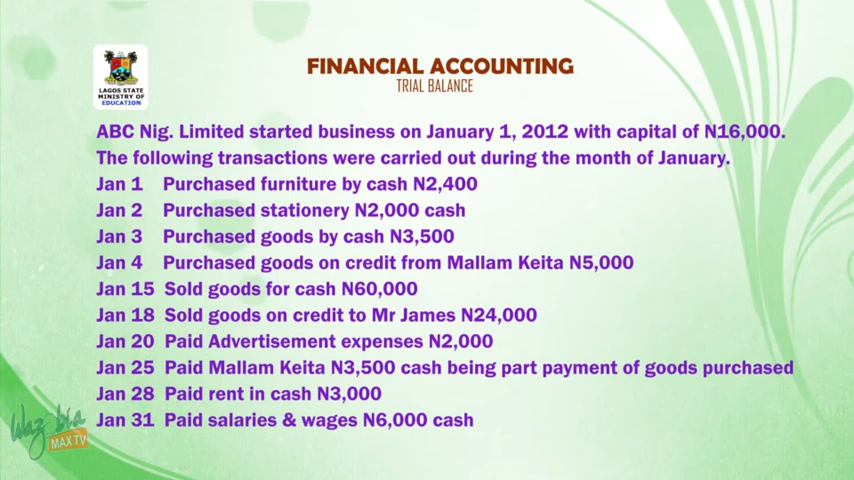 LAGOS STATE
MINISTRY OF
EDUCATION
FINANCIAL ACCOUNTING
TRIAL BALANCE
ABC Nig. Limited started business on January 1, 2012 with capital of N16,000.
The following transactions were carried out during the month of January.
Jan 1 Purchased furniture by cash N2,400
Jan 2 Purchased stationery N2,000 cash
Jan 3 Purchased goods by cash N3,500
Jan 4 Purchased goods on credit from Mallam Keita N5,000
Jan 15 Sold goods for cash N60,000
Jan 18 Sold goods on credit to Mr James N24,000
Jan 20 Paid Advertisement expenses N2,000
Jan 25 Paid Mallam Keita N3,500 cash being part payment of goods purchased
Jan 28 Paid rent in cash N3,000
Jan 31 Paid salaries & wages N6,000 cash
Wazobia
MAX TV